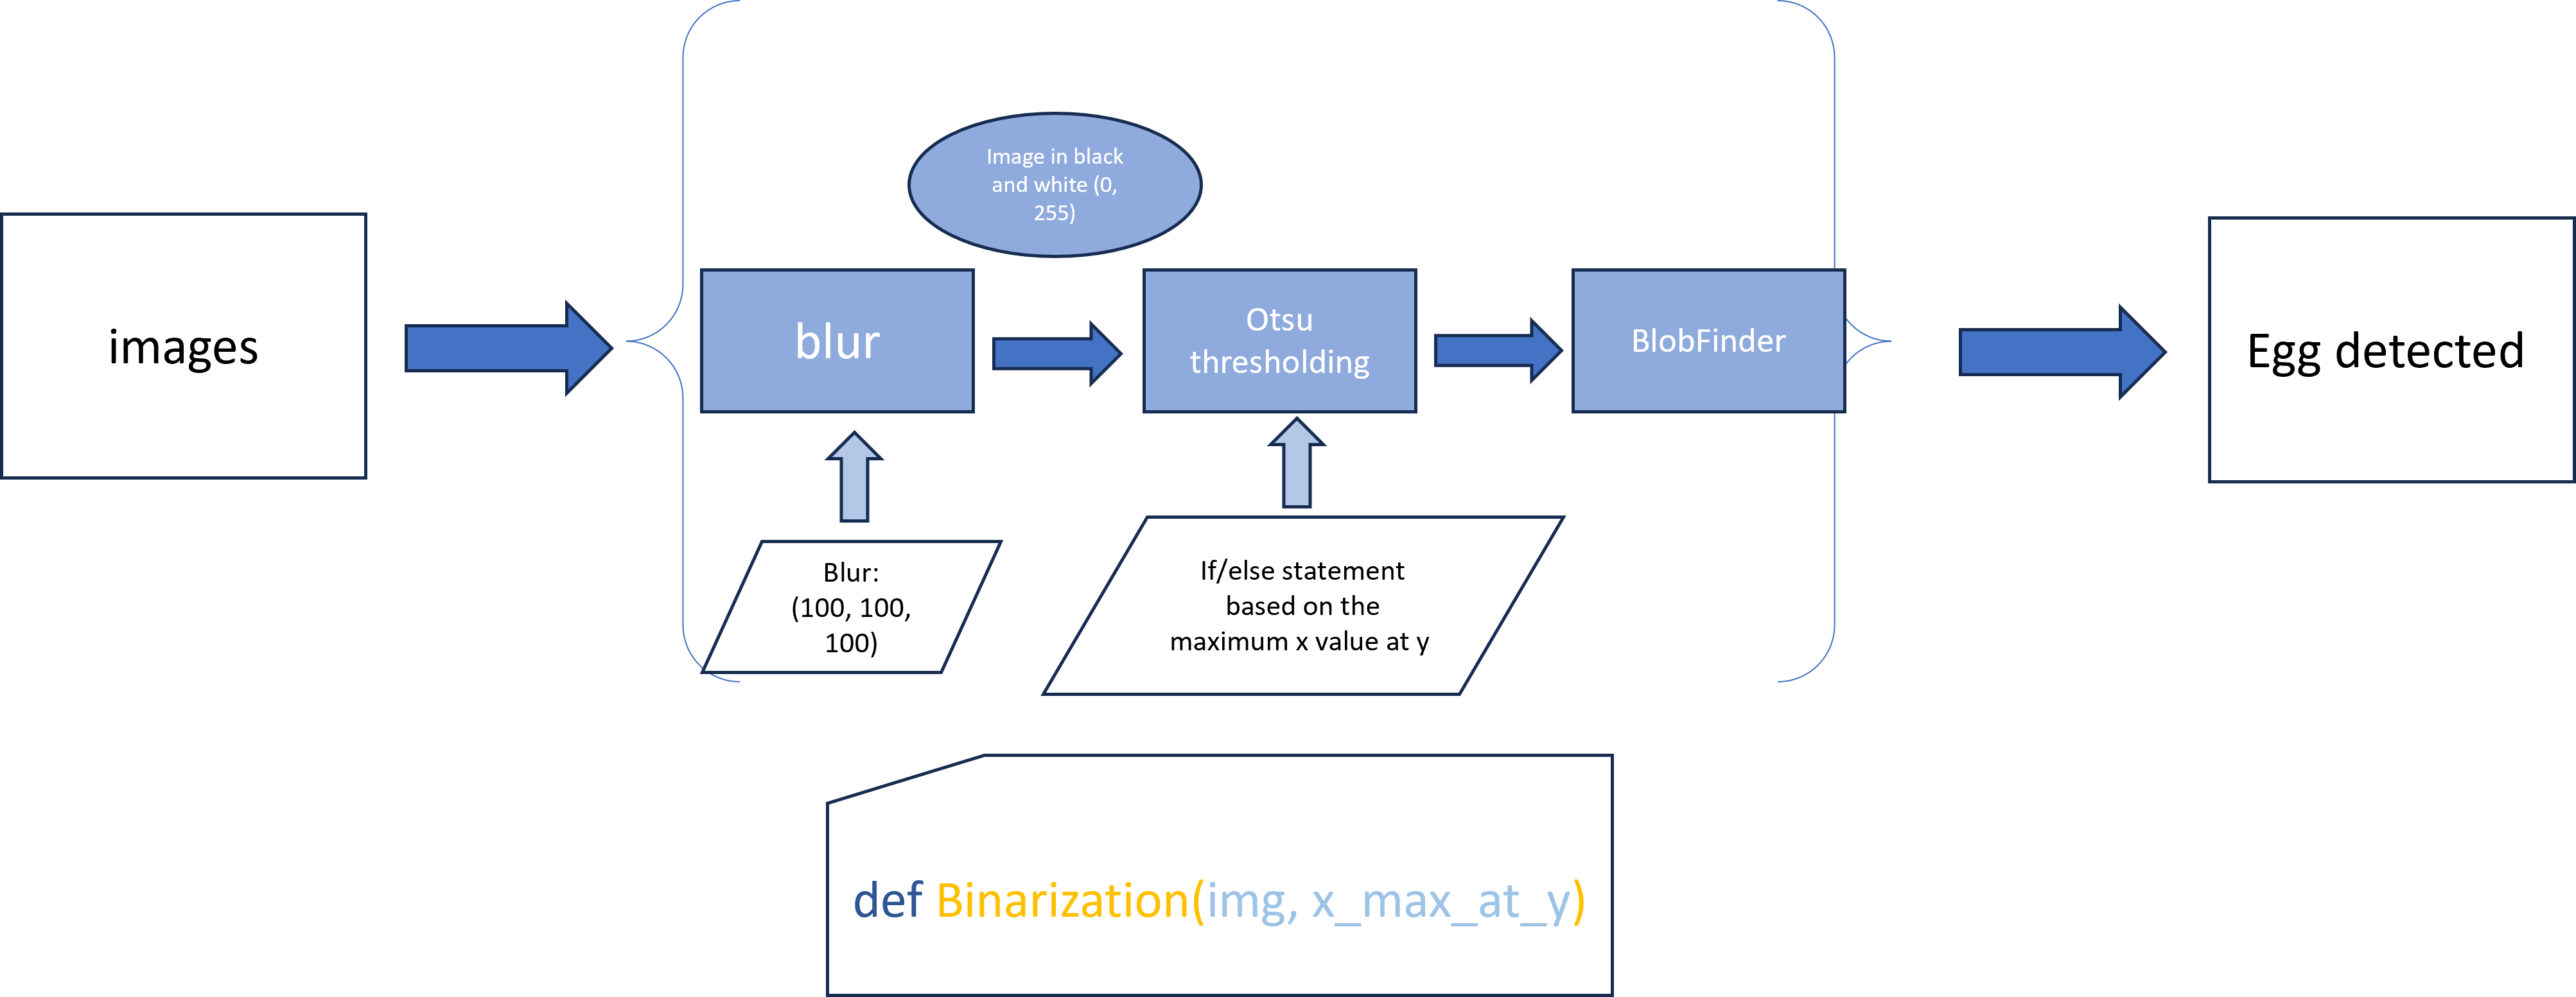 Image in black
and white (0,
255)
images
blur
Otsu
thresholding
BlobFinder
Egg detected
Blur:
(100, 100,
100)
If/else statement
based on the
maximum x value at y
def Binarization(img, x_max_at_y)